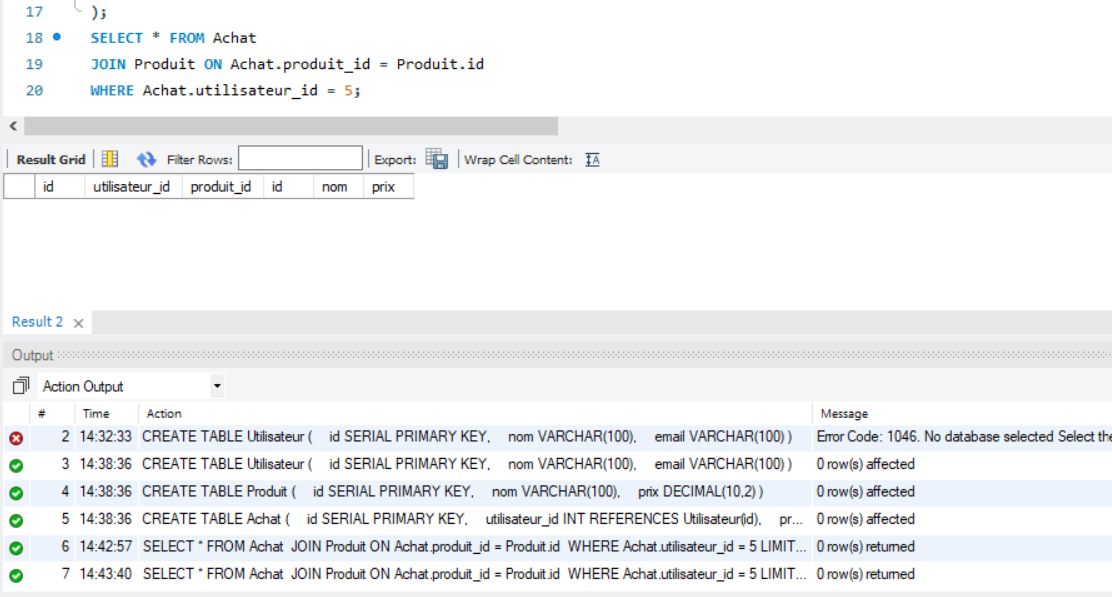 17 );
18 SELECT * FROM Achat
19 JOIN Produit ON Achat.produit_id = Produit.id
20 WHERE Achat.utilisateur_id = 5;
Result Grid Filter Rows: Export: Wrap Cell Content: IA
id utilisateur_id produit_id id nom prix
Result 2
Output
Action Output
# Time Action Message
2 14:32:33 CREATE TABLE Utilisateur ( id SERIAL PRIMARY KEY, nom VARCHAR(100), email VARCHAR(100) ) Error Code: 1046. No database selected Select the
3 14:38:36 CREATE TABLE Utilisateur ( id SERIAL PRIMARY KEY, nom VARCHAR(100), email VARCHAR(100) ) 0 row(s) affected
4 14:38:36 CREATE TABLE Produit ( id SERIAL PRIMARY KEY, nom VARCHAR(100), prix DECIMAL(10,2) ) 0 row(s) affected
5 14:38:36 CREATE TABLE Achat ( id SERIAL PRIMARY KEY, utilisateur_id INT REFERENCES Utilisateur(id), pr... 0 row(s) affected
6 14:42:57 SELECT * FROM Achat JOIN Produit ON Achat.produit_id = Produit.id WHERE Achat.utilisateur_id = 5 LIMIT... 0 row(s) returned
7 14:43:40 SELECT * FROM Achat JOIN Produit ON Achat.produit_id = Produit.id WHERE Achat.utilisateur_id = 5 LIMIT... 0 row(s) returned